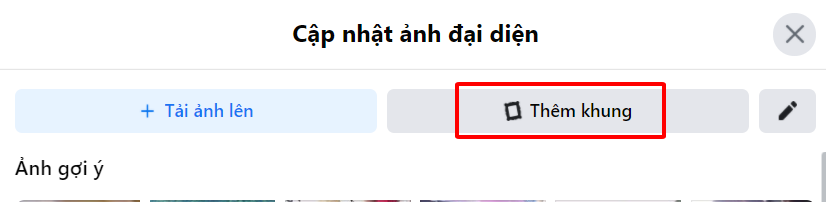 Cập nhật ảnh đại diện
+ Tải ảnh lên
Thêm khung
Ảnh gợi ý